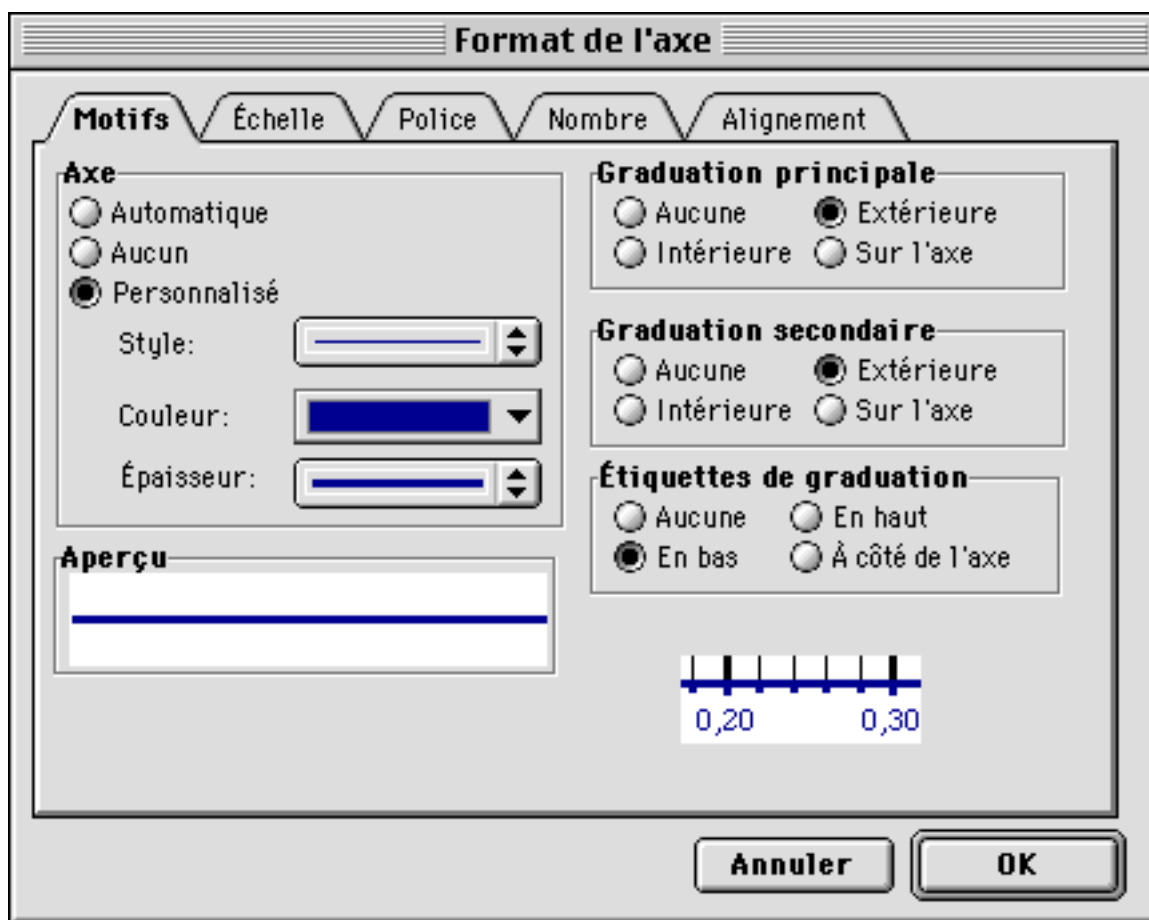 Format de l'axe
Motifs Échelle Police Nombre Alignement
Axe
Automatique
Aucun
Personnalisé
Style:
Couleur:
Épaisseur:
Aperçu
Graduation principale
Aucune Extérieure
Intérieure Sur l'axe
Graduation secondaire
Aucune Extérieure
Intérieure Sur l'axe
Étiquettes de graduation
Aucune En haut
En bas À côté de l'axe
0,20 0,30
Annuler OK